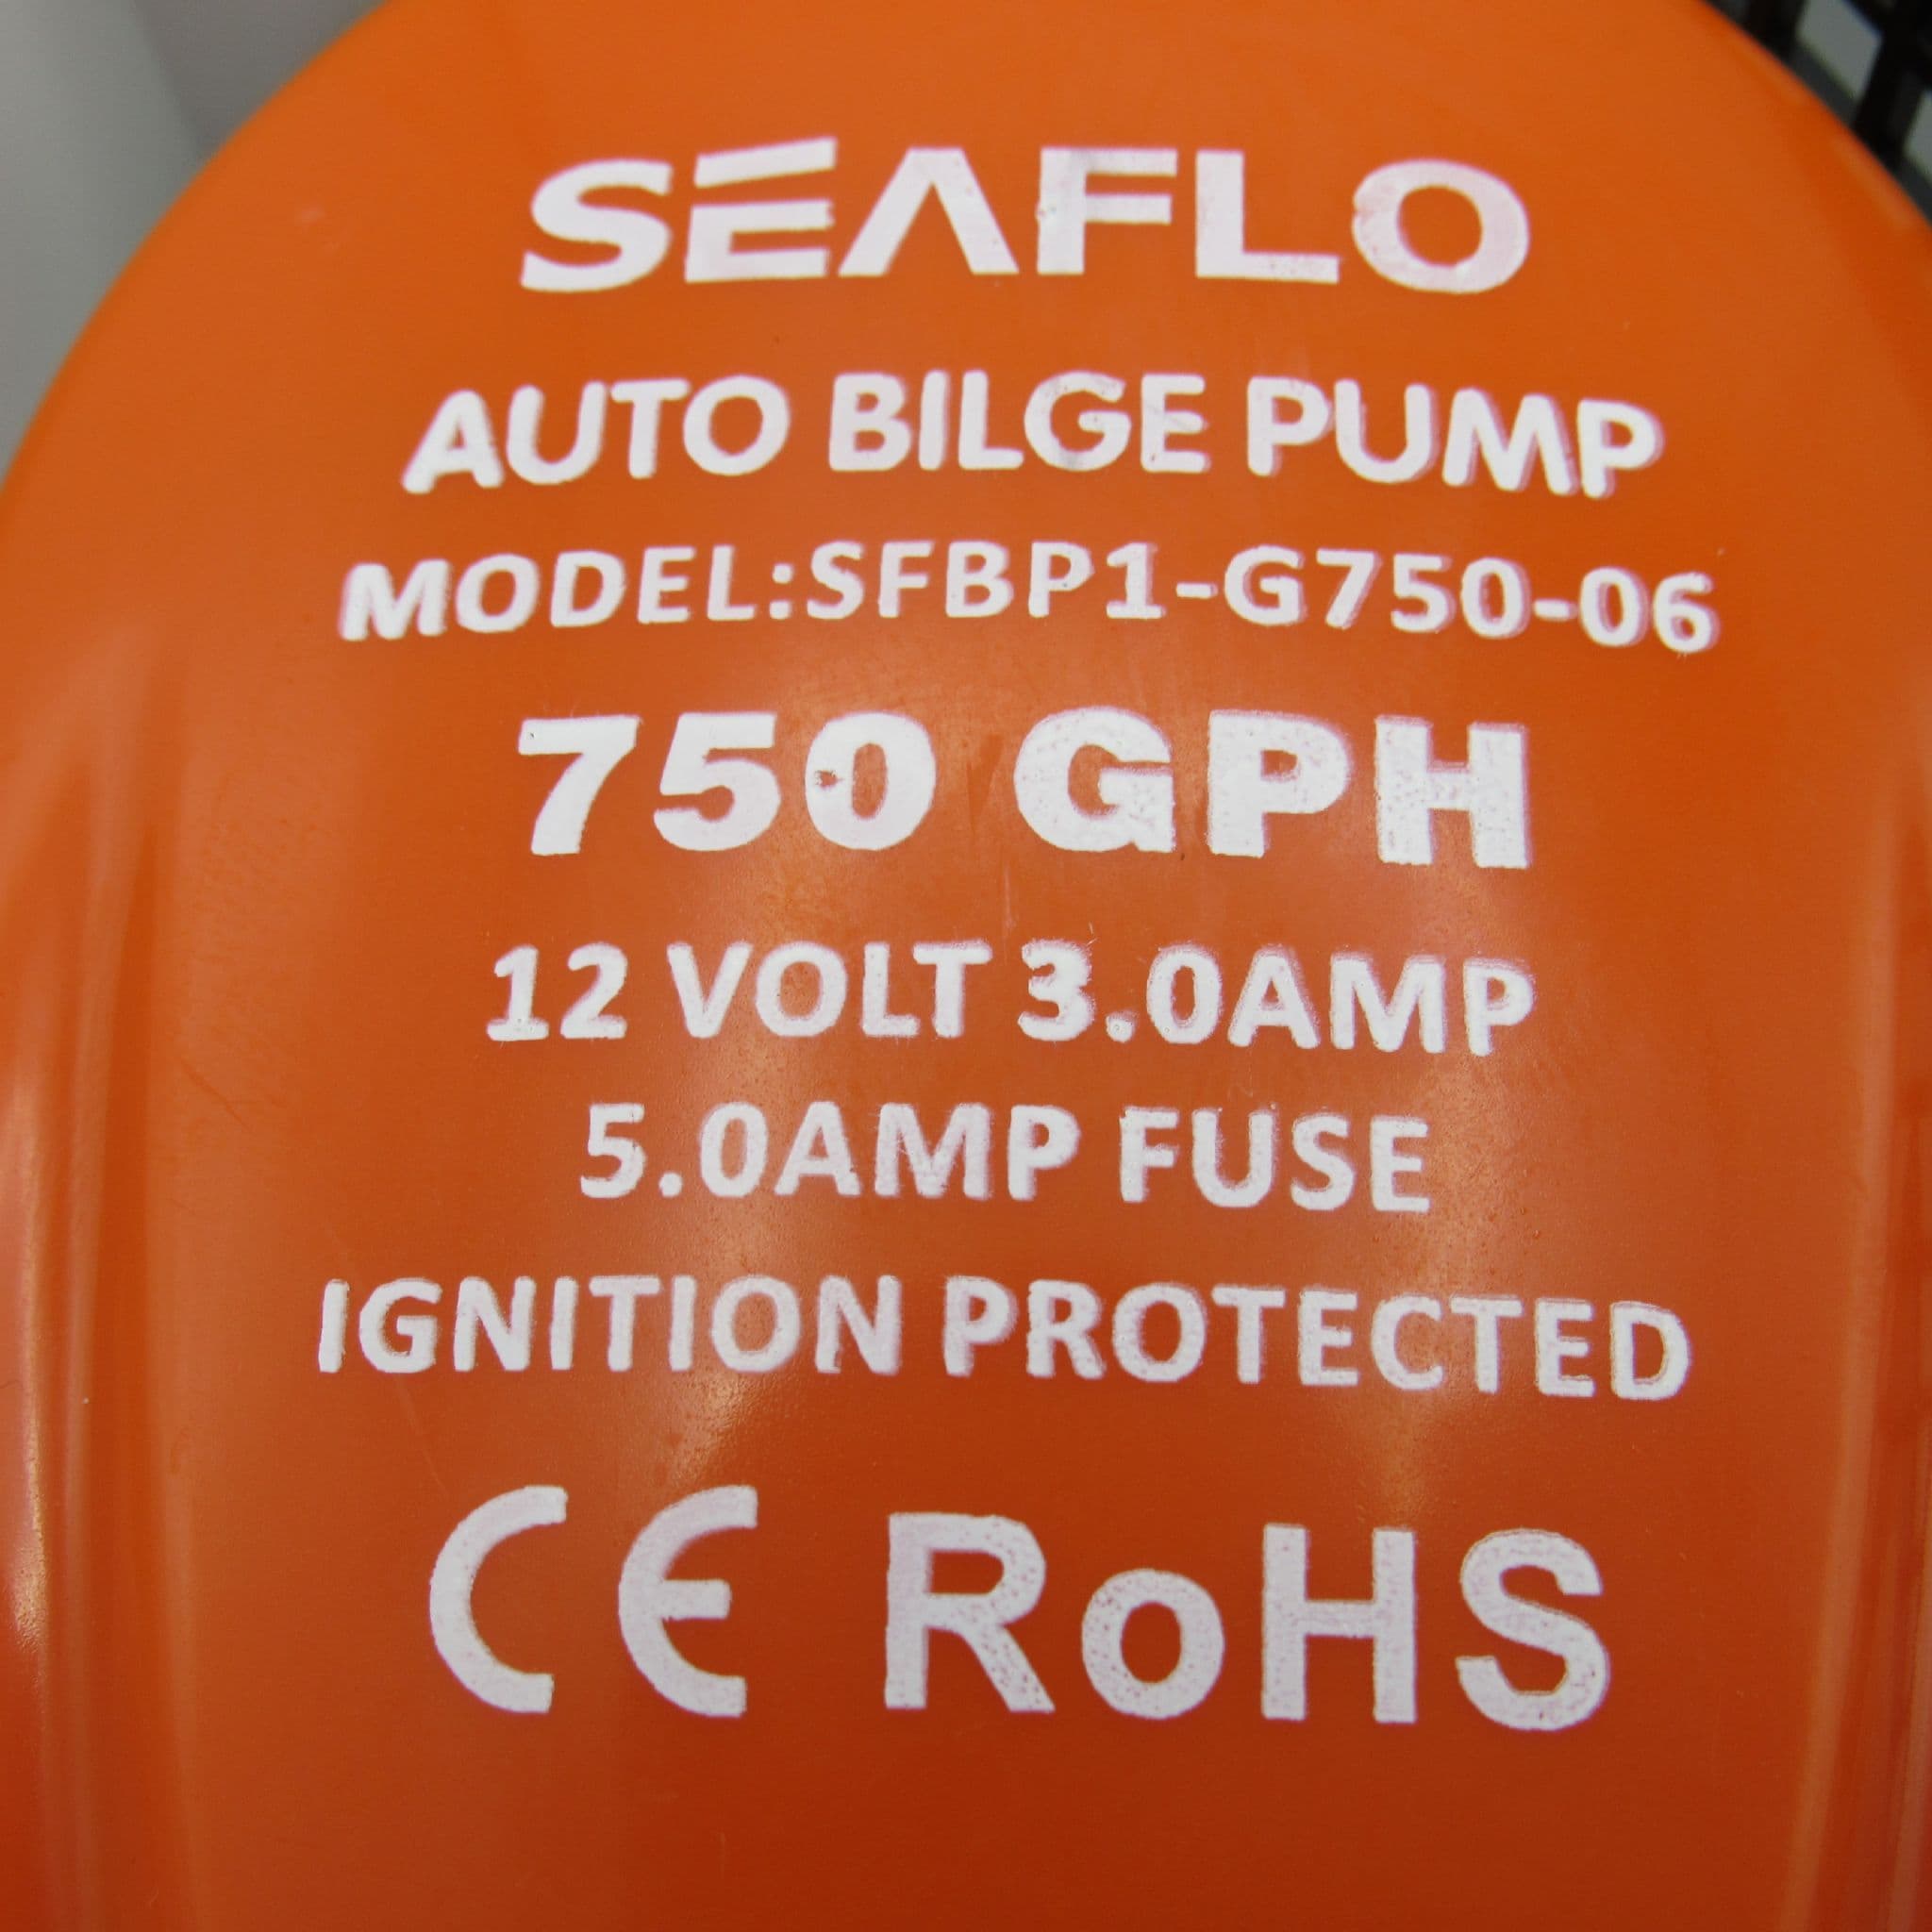 SEAFLO
AUTO BILGE PUMP
MODEL:SFBP1-G750-06
750 GPH
12 VOLT 3.0AMP
5.0AMP FUSE
IGNITION PROTECTED
CE RoHS